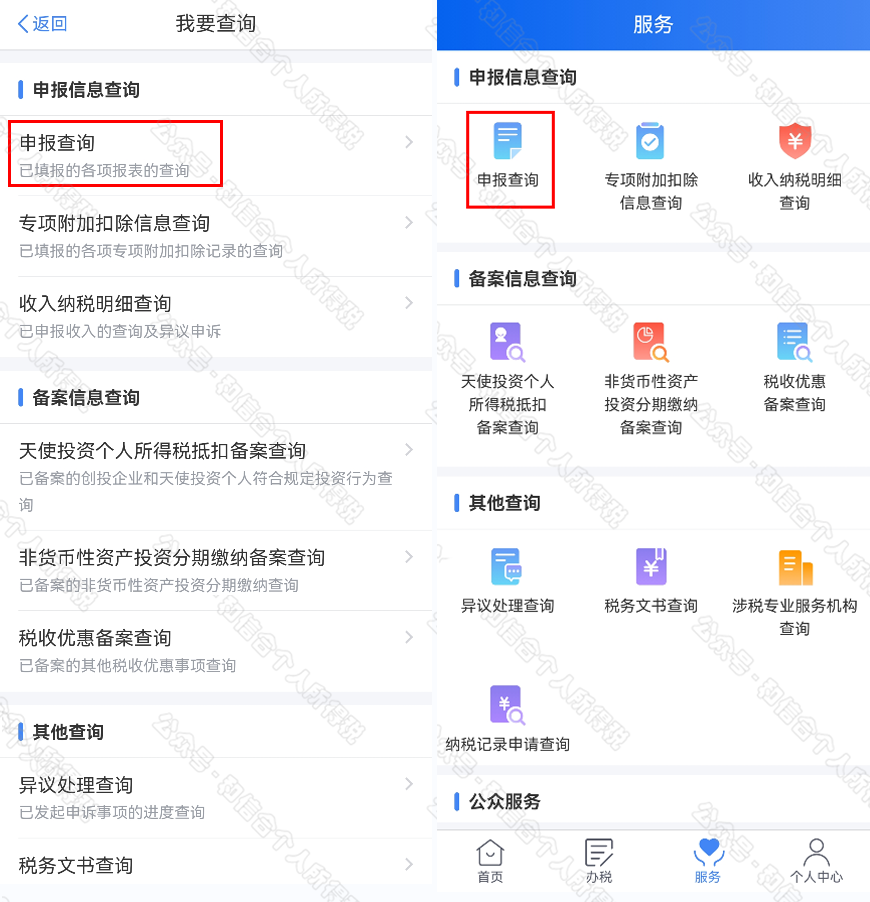 返回
我要查询
申报信息查询
申报查询
已填报的各项报表的查询
专项附加扣除信息查询
已填报的各项专项附加扣除记录的查询
收入纳税明细查询
已申报收入的查询及异议申诉
备案信息查询
天使投资个人所得税抵扣备案查询
已备案的创投企业和天使投资个人符合规定投资行为查
询
非货币性资产投资分期缴纳备案查询
已备案的非货币性资产投资分期缴纳查询
税收优惠备案查询
已备案的其他税收优惠事项查询
其他查询
异议处理查询
已发起申诉事项的进度查询
税务文书查询
服务
申报信息查询
申报查询
专项附加扣除
信息查询
收入纳税明细
查询
备案信息查询
天使投资个人
所得税抵扣
备案查询
非货币性资产
投资分期缴纳
备案查询
税收优惠
备案查询
其他查询
异议处理查询
税务文书查询
涉税专业服务机构
查询
纳税记录申请查询
公众服务
首页
办税
服务
个人中心
公众号·和信合个人所得税